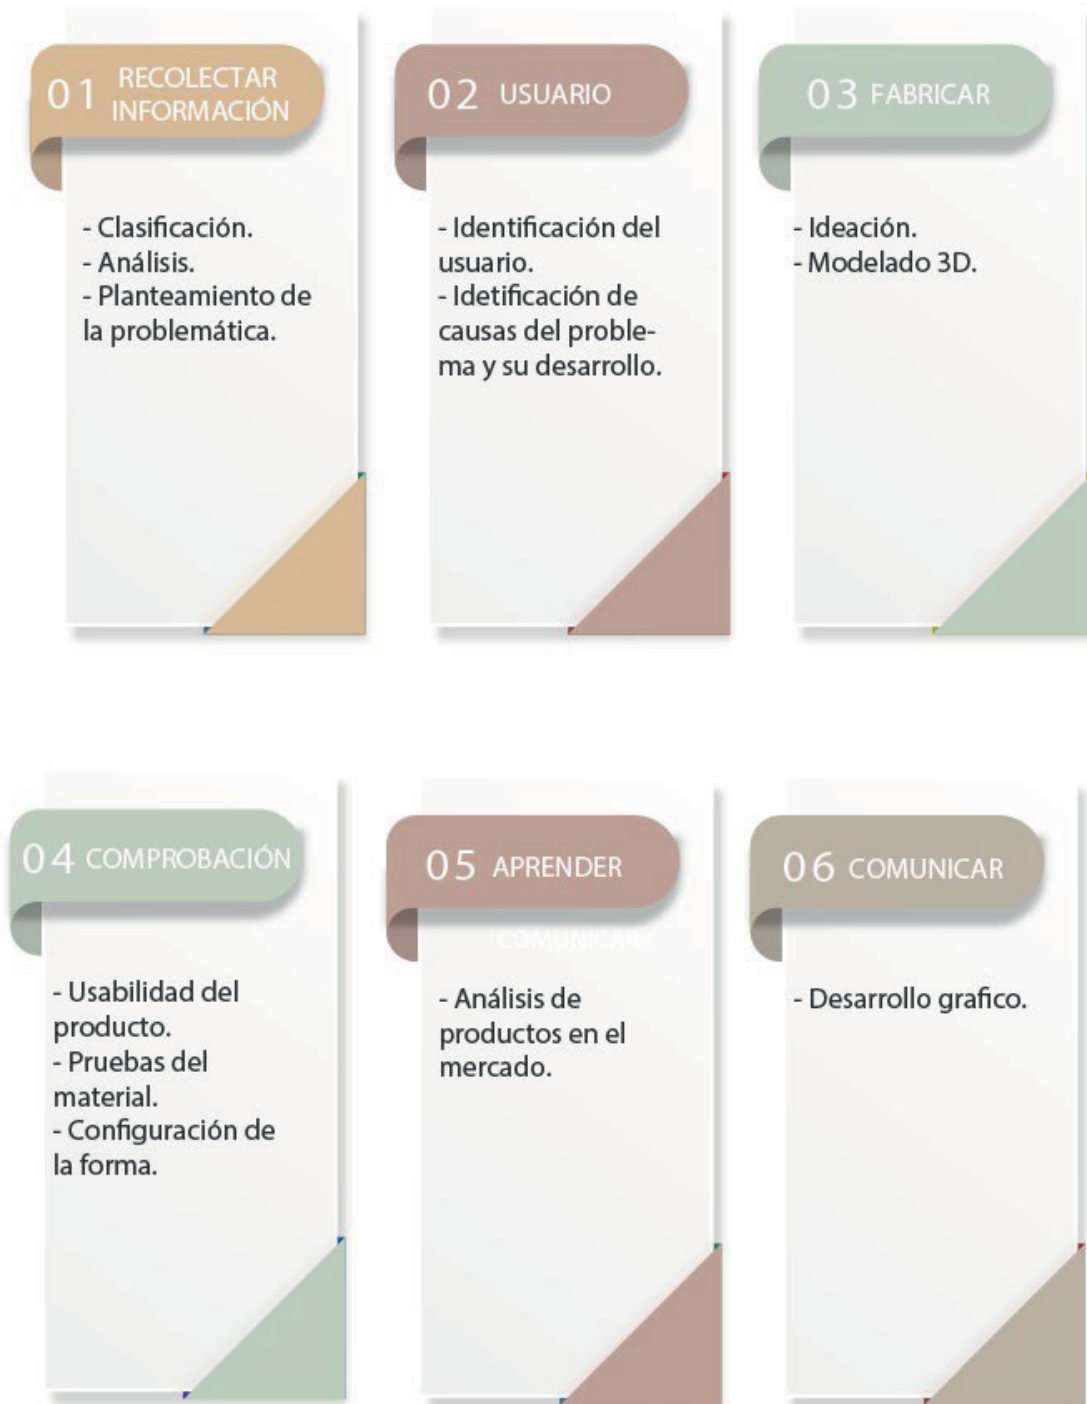 01 RECOLECTAR
INFORMACIÓN
- Clasificación.
- Análisis.
- Planteamiento de
la problemática.
02 USUARIO
- Identificación del
usuario.
- Idetificación de
causas del proble-
ma y su desarrollo.
03 FABRICAR
- Ideación.
- Modelado 3D.
04 COMPROBACIÓN
- Usabilidad del
producto.
- Pruebas del
material.
- Configuración de
la forma.
05 APRENDER
COMUNICAR
- Análisis de
productos en el
mercado.
06 COMUNICAR
- Desarrollo grafico.